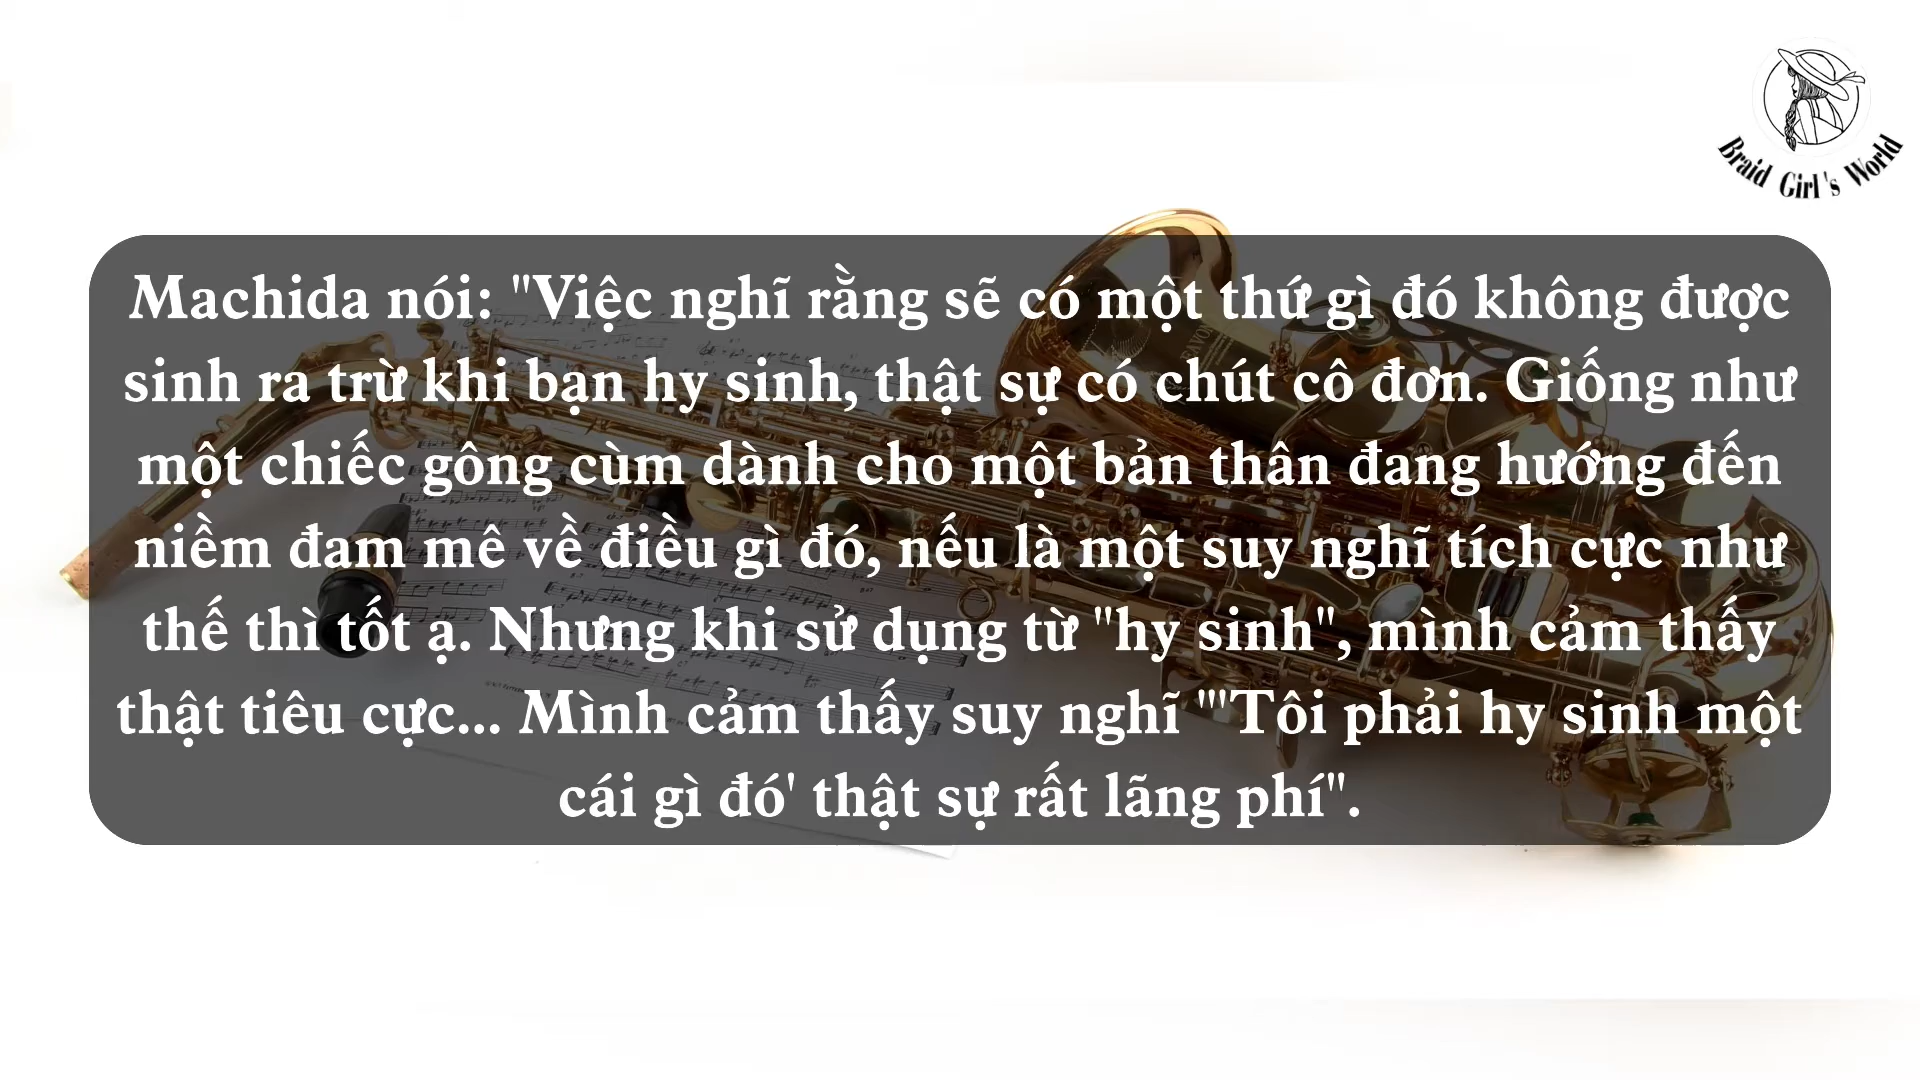 Braid Girl's World
Machida nói: "Việc nghĩ rằng sẽ có một thứ gì đó không được
sinh ra trừ khi bạn hy sinh, thật sự có chút cô đơn. Giống như
một chiếc gông cùm dành cho một bản thân đang hướng đến
niềm đam mê về điều gì đó, nếu là một suy nghĩ tích cực như
thế thì tốt ạ. Nhưng khi sử dụng từ "hy sinh", mình cảm thấy
thật tiêu cực... Mình cảm thấy suy nghĩ "'Tôi phải hy sinh một
cái gì đó' thật sự rất lãng phí".